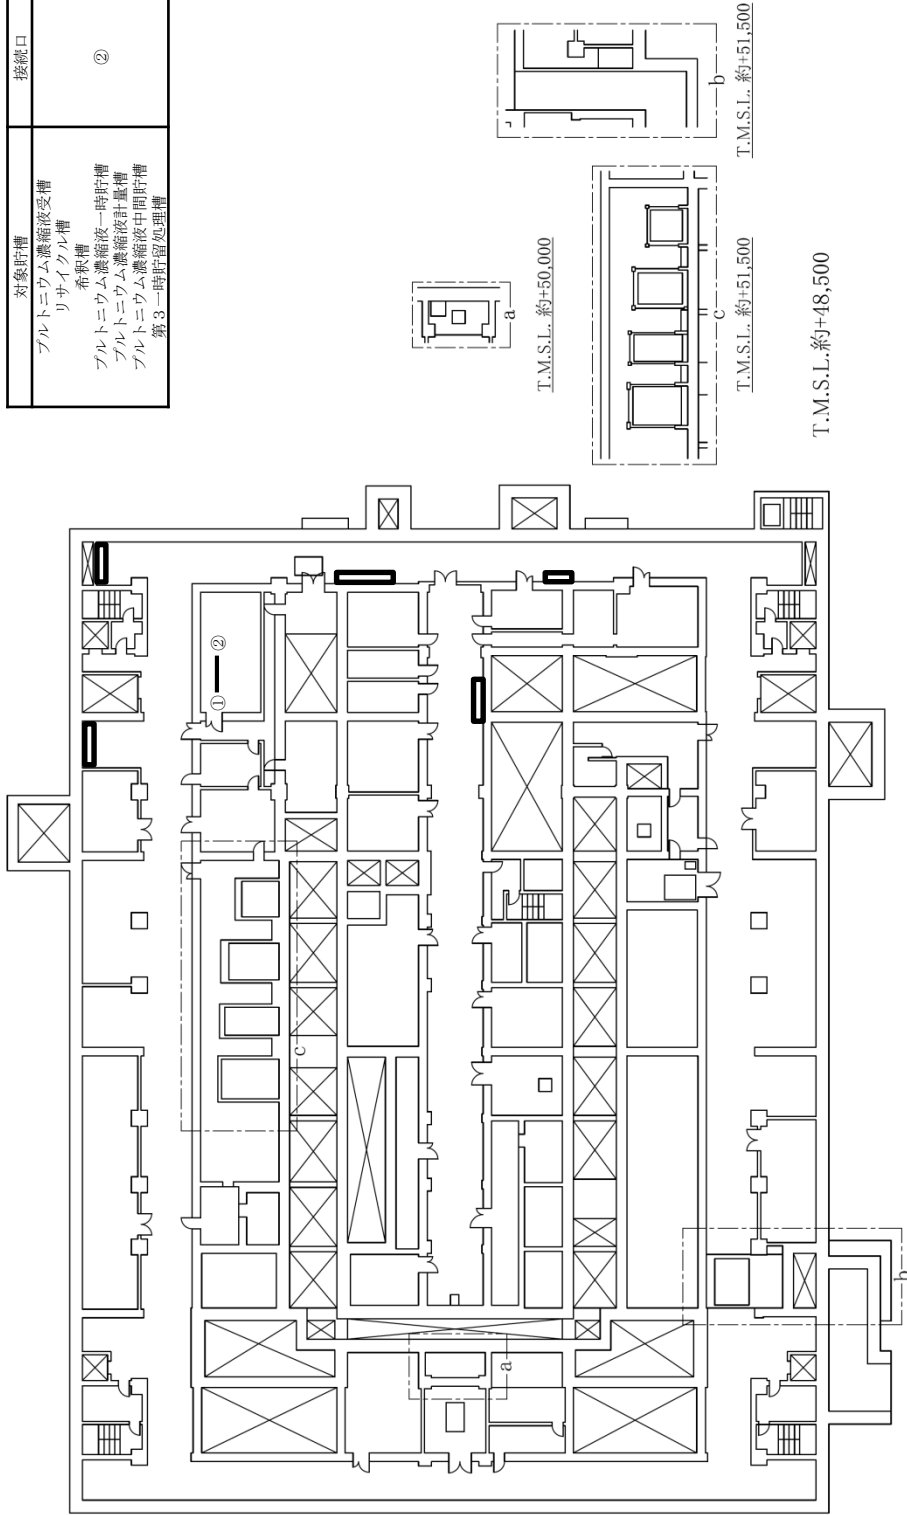 対象貯槽
接続口
プルトニウム濃縮液受槽
リサイクル槽
希釈槽
プルトニウム濃縮液一時貯槽
プルトニウム濃縮液計量槽
プルトニウム濃縮液中間貯槽
第3一時貯留処理槽
②
a
T.M.S.L. 約+50,000
b
T.M.S.L. 約+51,500
c
T.M.S.L. 約+51,500
T.M.S.L.約+48,500
①
②
c
a
b